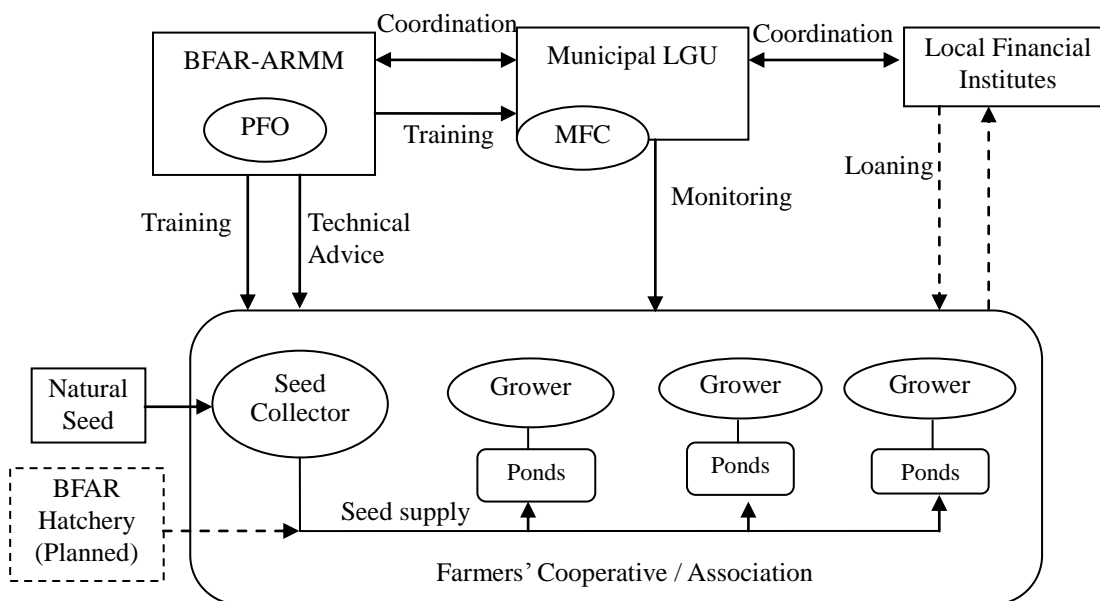 Coordination
BFAR-ARMM
PFO
Training
Municipal LGU
MFC
Coordination
Local Financial
Institutes
Training
Technical
Advice
Monitoring
Loaning
Natural
Seed
Seed
Collector
Grower
Grower
Grower
Ponds
Ponds
Ponds
BFAR
Hatchery
(Planned)
Seed supply
Farmers’ Cooperative / Association